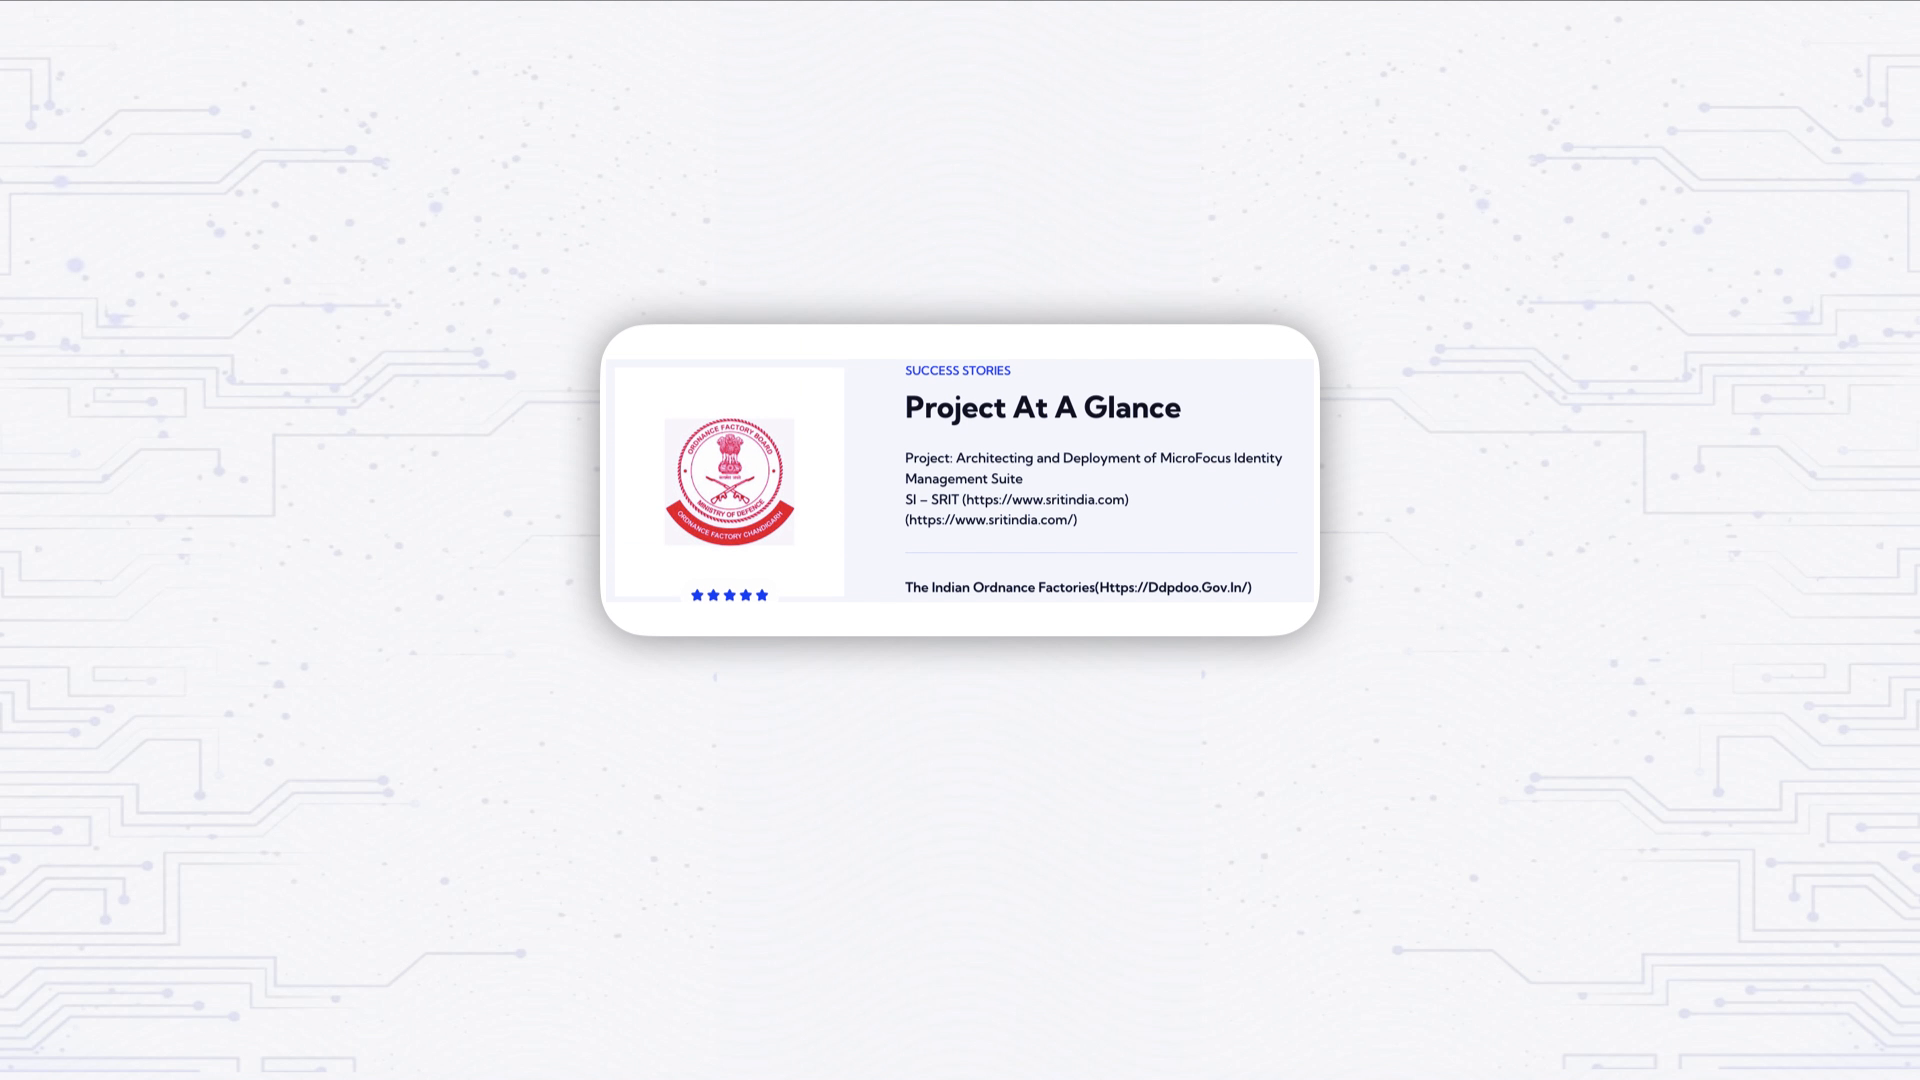 ORDNANCE FACTORY BOARD
MINISTRY OF DEFENCE
ORDNANCE FACTORY CHANDIGARH
SUCCESS STORIES
Project At A Glance
Project: Architecting and Deployment of MicroFocus Identity
Management Suite
SI – SRIT (https://www.sritindia.com)
(https://www.sritindia.com/)
The Indian Ordnance Factories(Https://Ddpdoo.Gov.In/)